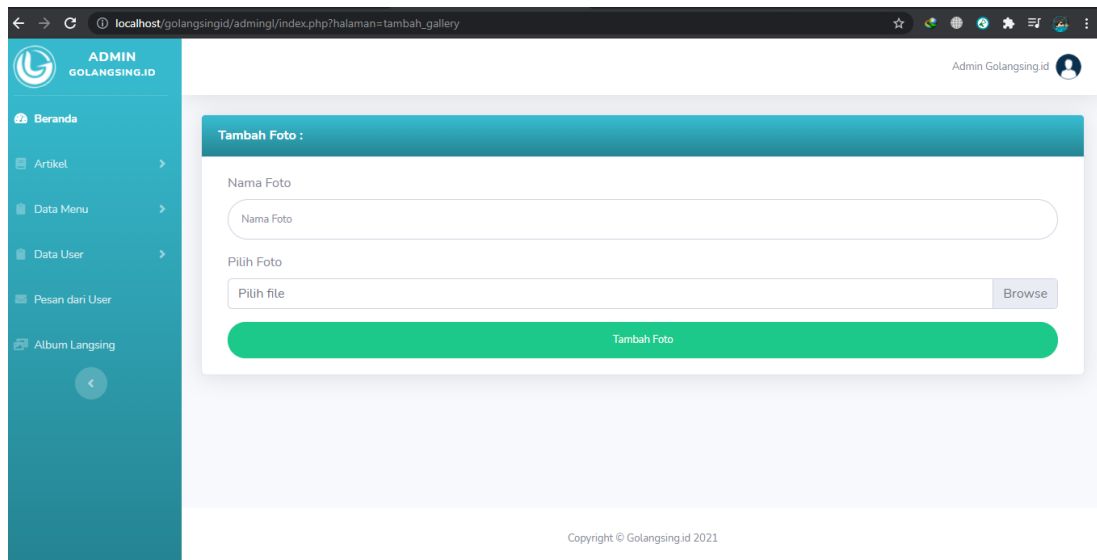 localhost/golangsingid/admingl/index.php?halaman=tambah_gallery
ADMIN
GOLANGSING.ID
Admin Golangsing.id
Beranda
Artikel
Data Menu
Data User
Pesan dari User
Album Langsing
Tambah Foto :
Nama Foto
Nama Foto
Pilih Foto
Pilih file
Browse
Tambah Foto
Copyright © Golangsing.id 2021